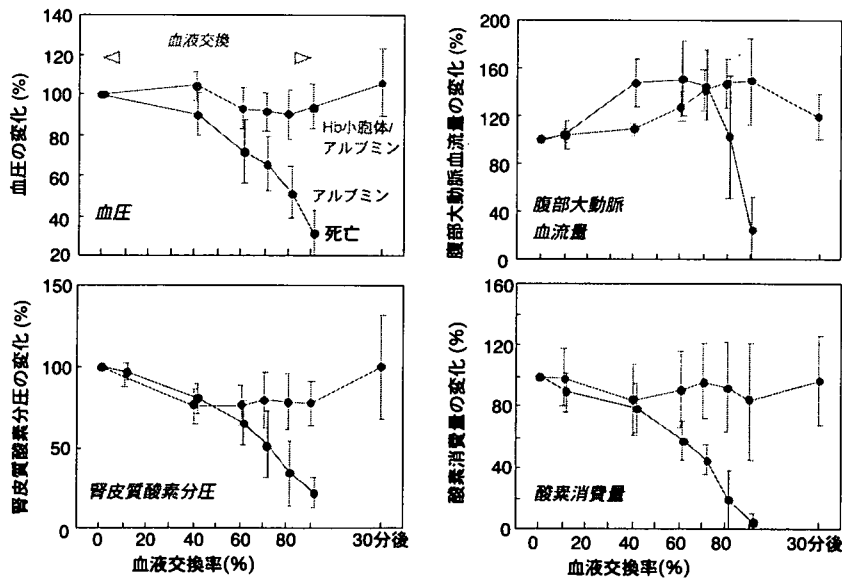 血圧の変化 (%)
140
120
100
80
60
40
20
血液交換
Hb小胞体/
アルブミン
アルブミン
死亡
血圧
腹部大動脈血流量の変化 (%)
200
160
120
80
40
0
腹部大動脈
血流量
腎皮質酸素分圧の変化 (%)
150
100
50
0
腎皮質酸素分圧
0 20 40 60 80 30分後
血液交換率(%)
酸素消費量の変化 (%)
160
120
80
40
0
酸素消費量
0 20 40 60 80 30分後
血液交換率(%)